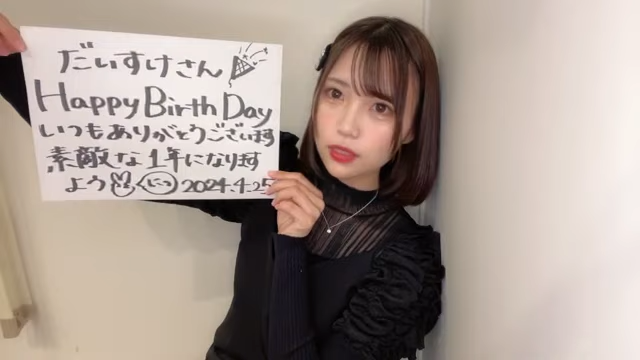 だいすけさん
Happy Birth Day
いつもありがとうございます
素敵な1年になります
よう 2024.4.25